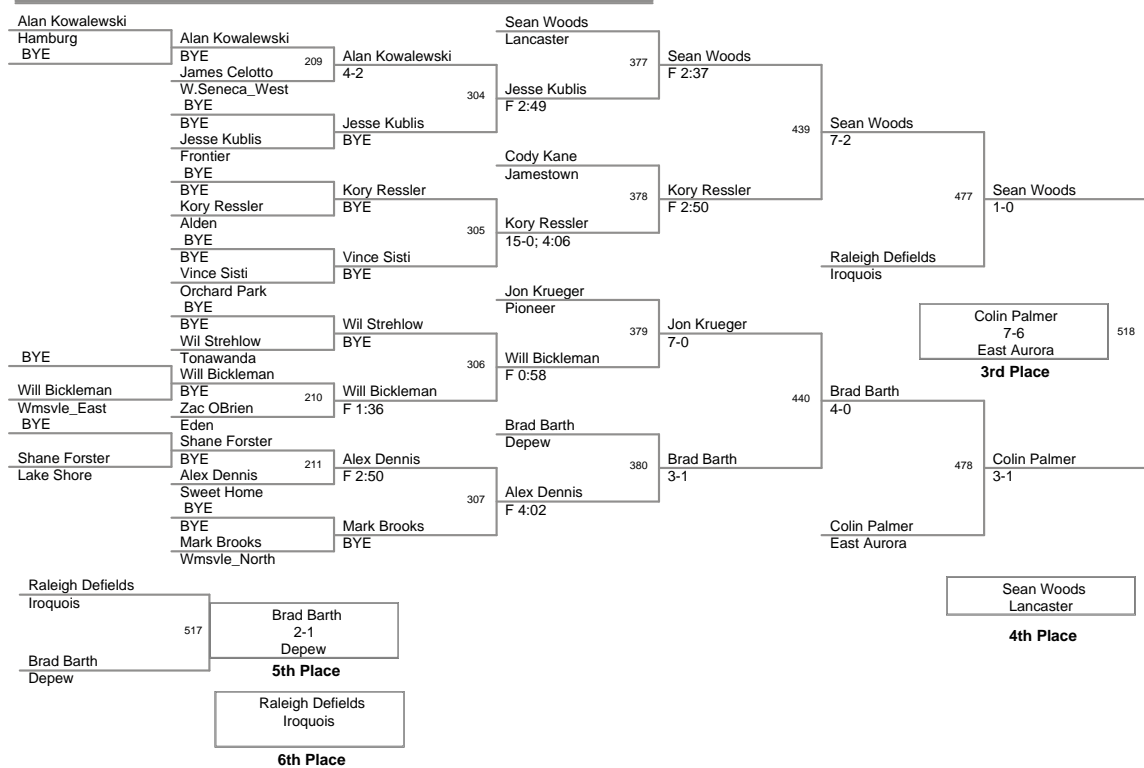 Alan Kowalewski
Hamburg
BYE
BYE
Will Bickleman
Wmsvle_East
BYE
Shane Forster
Lake Shore
Alan Kowalewski
BYE
209
James Celotto
W.Seneca_West
BYE
BYE
Jesse Kublis
Frontier
BYE
BYE
Kory Ressler
Alden
BYE
BYE
Vince Sisti
Orchard Park
BYE
BYE
Wil Strehlow
Tonawanda
Will Bickleman
BYE
210
Zac OBrien
Eden
Shane Forster
BYE
211
Alex Dennis
Sweet Home
BYE
BYE
Mark Brooks
Wmsvle_North
Alan Kowalewski
4-2
304
Jesse Kublis
BYE
Kory Ressler
BYE
305
Vince Sisti
BYE
Wil Strehlow
BYE
306
Will Bickleman
F 1:36
Alex Dennis
F 2:50
307
Mark Brooks
BYE
Sean Woods
Lancaster
377
Jesse Kublis
F 2:49
Cody Kane
Jamestown
378
Kory Ressler
15-0; 4:06
Jon Krueger
Pioneer
379
Will Bickleman
F 0:58
Brad Barth
Depew
380
Alex Dennis
F 4:02
Sean Woods
F 2:37
439
Kory Ressler
F 2:50
Jon Krueger
7-0
440
Brad Barth
3-1
Sean Woods
7-2
477
Raleigh Defields
Iroquois
Brad Barth
4-0
478
Colin Palmer
East Aurora
Sean Woods
1-0
Colin Palmer
7-6
East Aurora
518
3rd Place
Colin Palmer
3-1
Sean Woods
Lancaster
4th Place
Raleigh Defields
Iroquois
517
Brad Barth
Depew
Brad Barth
2-1
Depew
5th Place
Raleigh Defields
Iroquois
6th Place